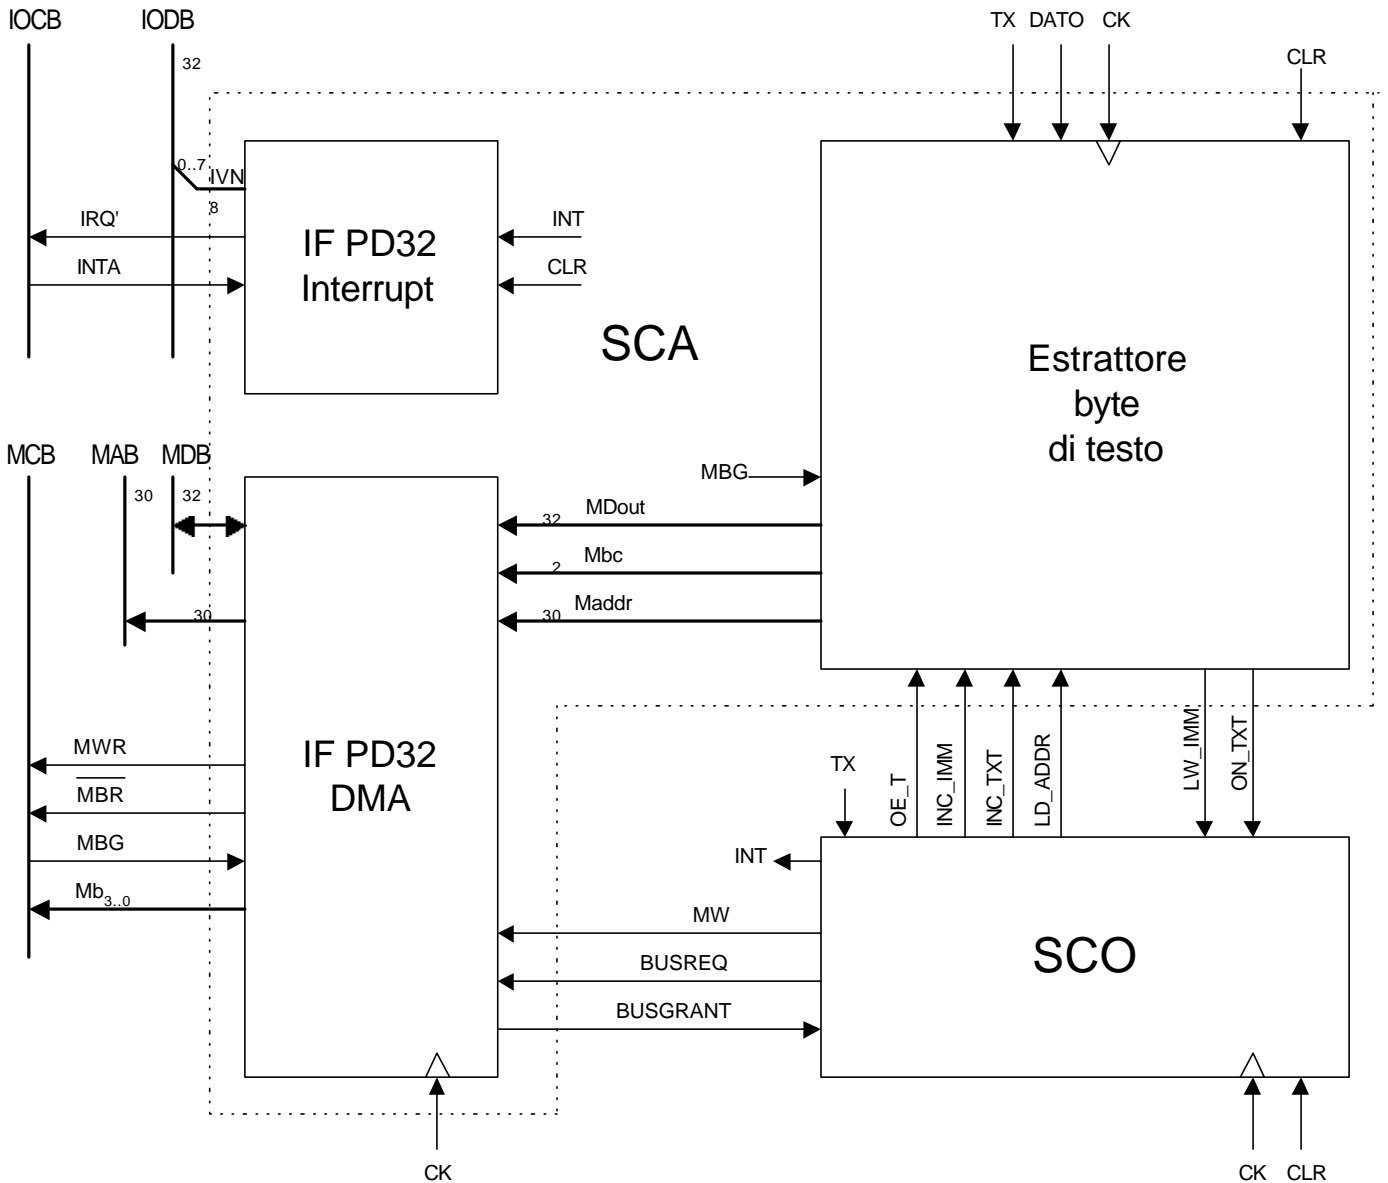 IOCB IODB TX DATO CK
32 CLR
0..7 IVN
8
IRQ' INT
INTA CLR
IF PD32
Interrupt
SCA
Estrattore
byte
di testo
MCB MAB MDB
30 32
MBG
32 MDout
2 Mbc
30 Maddr
30
IF PD32
DMA
MWR
MBR
MBG
Mb3..0
TX
OE_T
INC_IMM
INC_TXT
LD_ADDR
LW_IMM
ON_TXT
INT
MW
BUSREQ
BUSGRANT
SCO
CK CK CLR